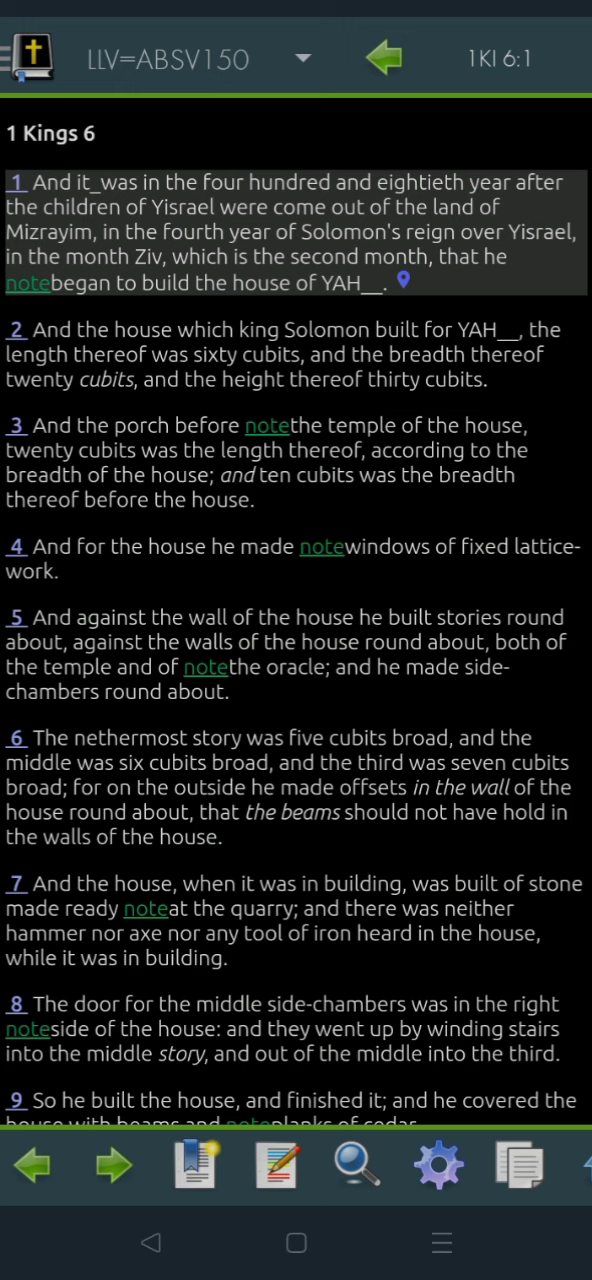 LLV=ABSV150
1KI 6:1
1 Kings 6
1 And it_was in the four hundred and eightieth year after
the children of Yisrael were come out of the land of
Mizrayim, in the fourth year of Solomon's reign over Yisrael,
in the month Ziv, which is the second month, that he
notebegan to build the house of YAH__.
2 And the house which king Solomon built for YAH__, the
length thereof was sixty cubits, and the breadth thereof
twenty cubits, and the height thereof thirty cubits.
3 And the porch before notethe temple of the house,
twenty cubits was the length thereof, according to the
breadth of the house; and ten cubits was the breadth
thereof before the house.
4 And for the house he made notewindows of fixed lattice-
work.
5 And against the wall of the house he built stories round
about, against the walls of the house round about, both of
the temple and of notethe oracle; and he made side-
chambers round about.
6 The nethermost story was five cubits broad, and the
middle was six cubits broad, and the third was seven cubits
broad; for on the outside he made offsets in the wall of the
house round about, that the beams should not have hold in
the walls of the house.
7 And the house, when it was in building, was built of stone
made ready noteat the quarry; and there was neither
hammer nor axe nor any tool of iron heard in the house,
while it was in building.
8 The door for the middle side-chambers was in the right
noteside of the house: and they went up by winding stairs
into the middle story, and out of the middle into the third.
9 So he built the house, and finished it; and he covered the
house with beams and noteplanks of cedar